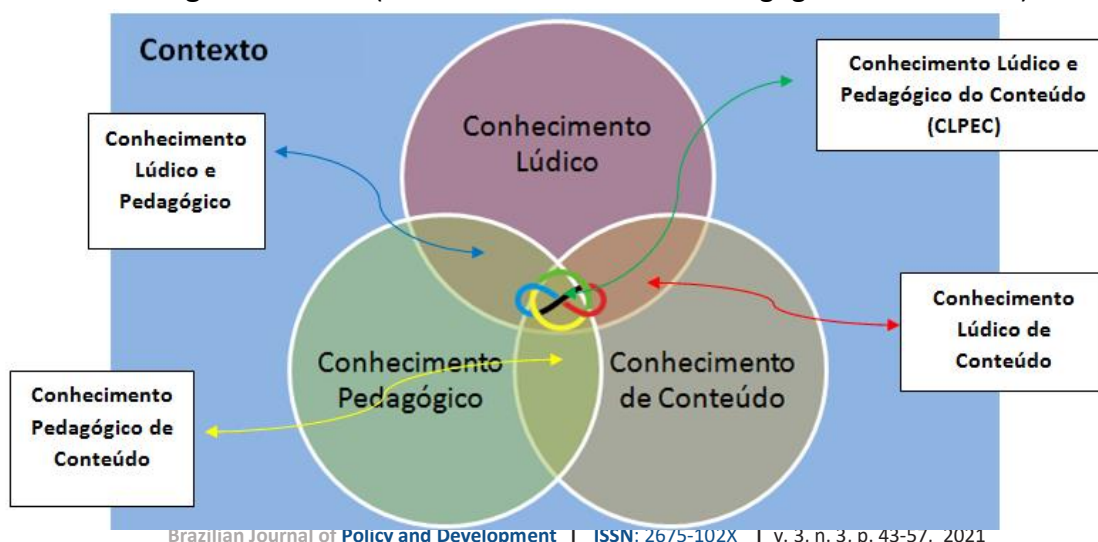 Contexto
Conhecimento
Lúdico e
Pedagógico
Conhecimento
Lúdico
Conhecimento Lúdico e
Pedagógico do Conteúdo
(CLPEC)
Conhecimento
Pedagógico
Conhecimento
de Conteúdo
Conhecimento
Lúdico de
Conteúdo
Conhecimento
Pedagógico de
Conteúdo
Brazilian Journal of Policy and Development | ISSN: 2675-102X | v. 3, n. 3, p. 43-57, 2021